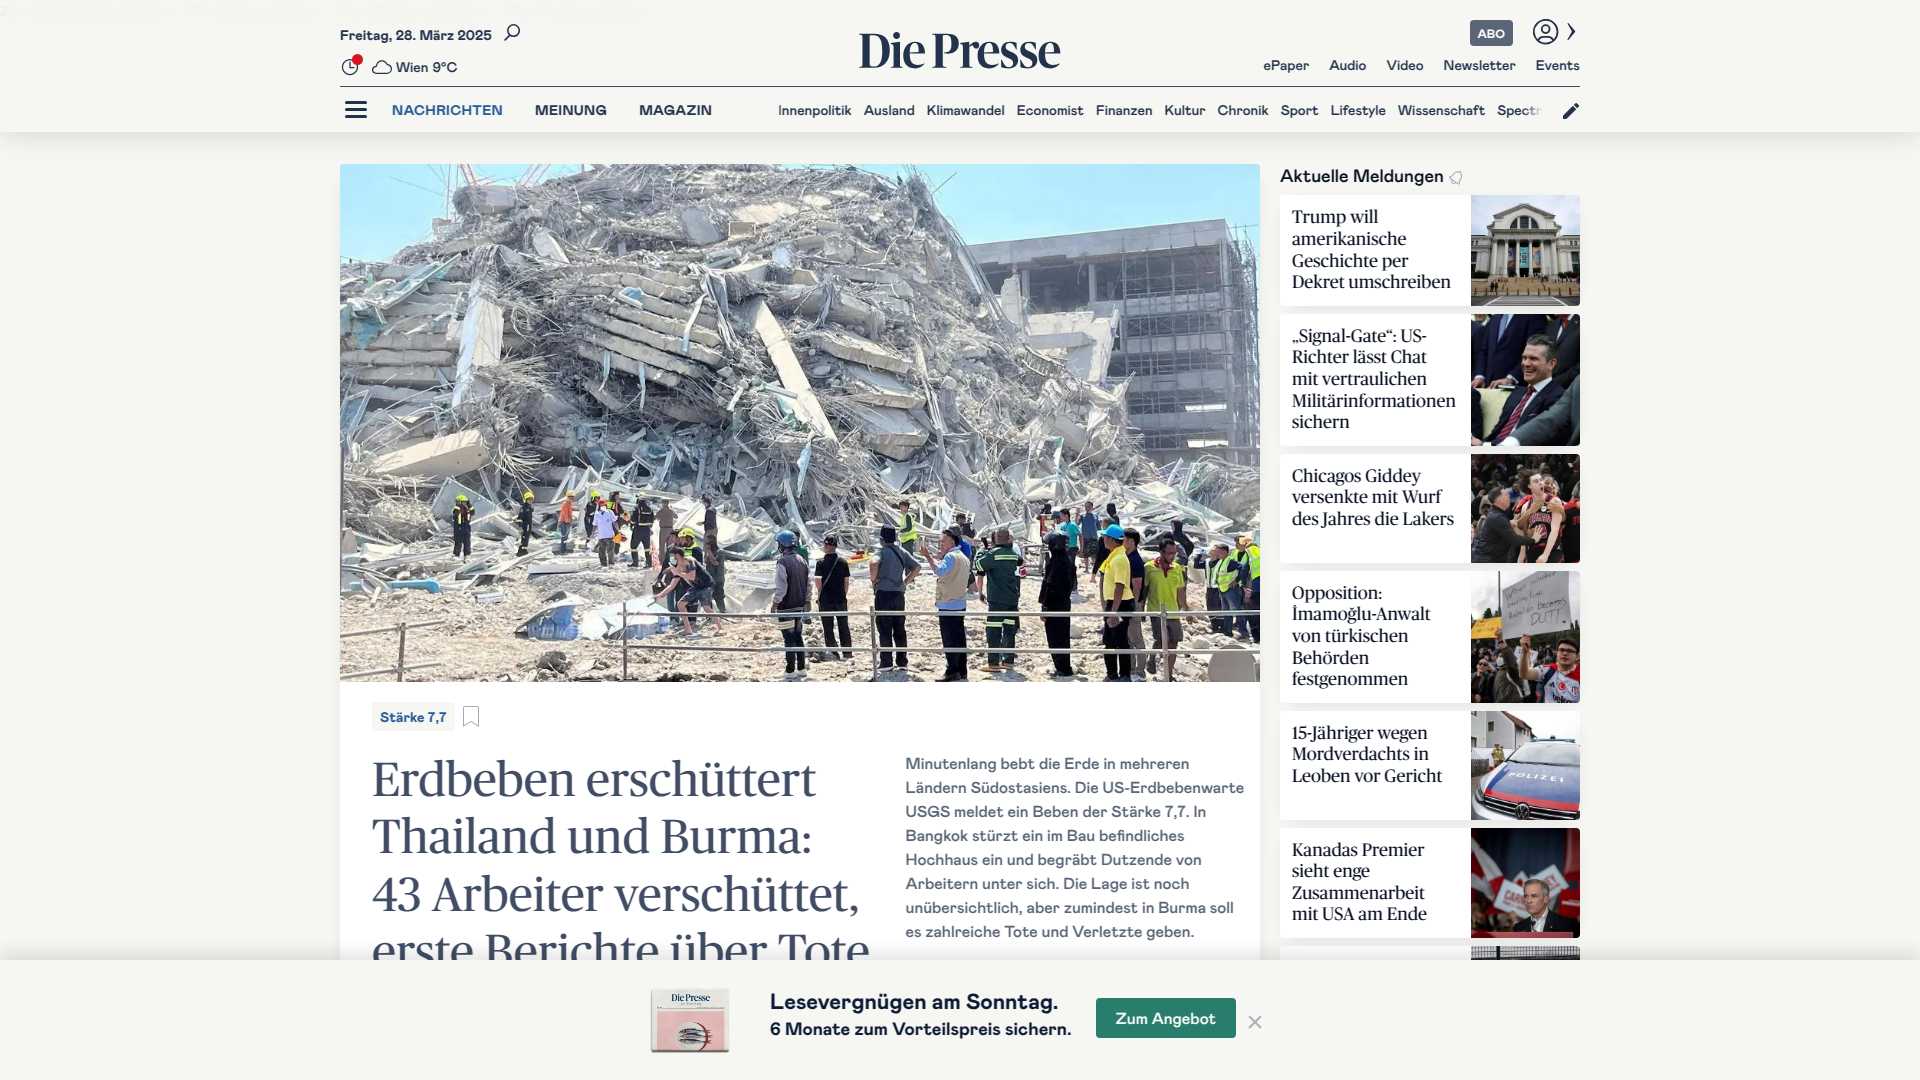 Freitag, 28. März 2025
Die Presse
ABO
Wien 9°C
ePaper Audio Video Newsletter Events
NACHRICHTEN MEINUNG MAGAZIN
Innenpolitik Ausland Klimawandel Economist Finanzen Kultur Chronik Sport Lifestyle Wissenschaft Spectr
Stärke 7,7
Erdbeben erschüttert
Thailand und Burma:
43 Arbeiter verschüttet,
erste Berichte über Tote
Minutenlang bebt die Erde in mehreren
Ländern Südostasiens. Die US-Erdbebenwarte
USGS meldet ein Beben der Stärke 7,7. In
Bangkok stürzt ein im Bau befindliches
Hochhaus ein und begräbt Dutzende von
Arbeitern unter sich. Die Lage ist noch
unübersichtlich, aber zumindest in Burma soll
es zahlreiche Tote und Verletzte geben.
Aktuelle Meldungen
Trump will
amerikanische
Geschichte per
Dekret umschreiben
„Signal-Gate“: US-
Richter lässt Chat
mit vertraulichen
Militärinformationen
sichern
Chicagos Giddey
versenkte mit Wurf
des Jahres die Lakers
Opposition:
İmamoğlu-Anwalt
von türkischen
Behörden
festgenommen
DUTT!
15-Jähriger wegen
Mordverdachts in
Leoben vor Gericht
POLIZEI
Kanadas Premier
sieht enge
Zusammenarbeit
mit USA am Ende
Die Presse
Lesevergnügen am Sonntag.
6 Monate zum Vorteilspreis sichern.
Zum Angebot